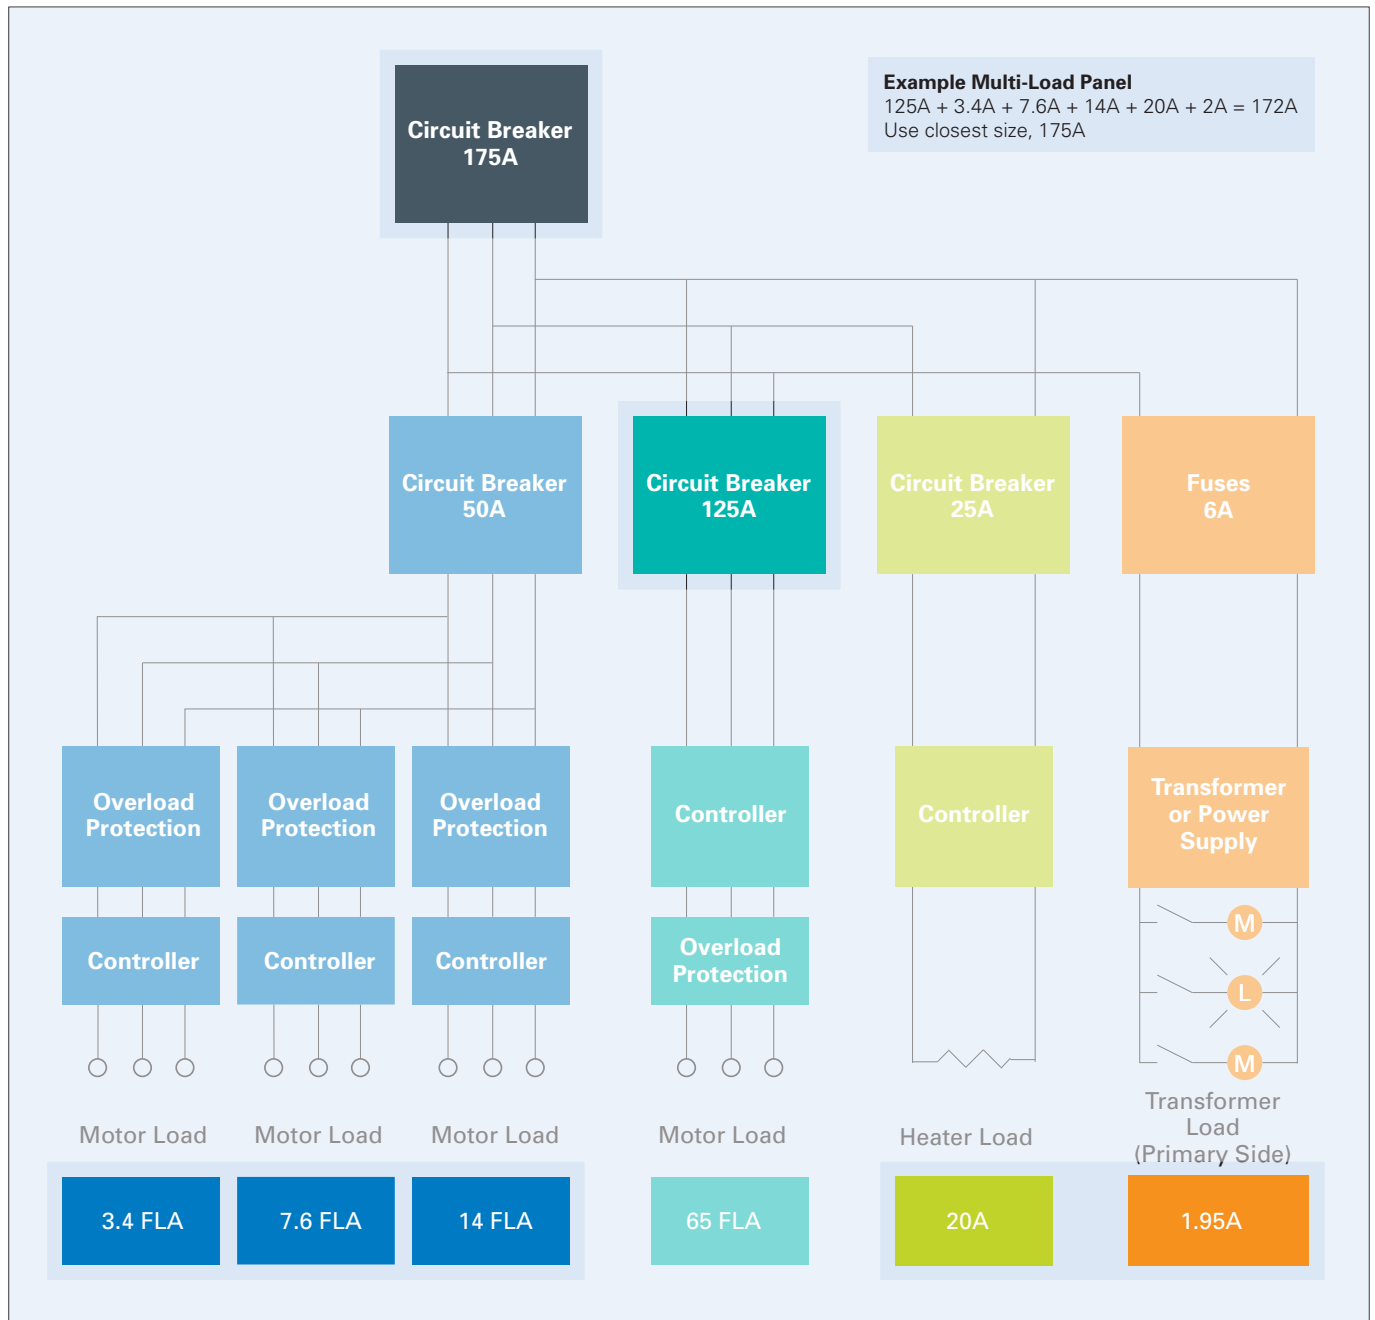 Example Multi-Load Panel
125A + 3.4A + 7.6A + 14A + 20A + 2A = 172A
Use closest size, 175A
Circuit Breaker
175A
Circuit Breaker
50A
Circuit Breaker
125A
Circuit Breaker
25A
Fuses
6A
Overload
Protection
Overload
Protection
Overload
Protection
Controller
Controller
Transformer
or Power
Supply
Controller
Controller
Controller
Overload
Protection
M
L
M
Motor Load
Motor Load
Motor Load
Motor Load
Heater Load
Transformer
Load
(Primary Side)
3.4 FLA
7.6 FLA
14 FLA
65 FLA
20A
1.95A